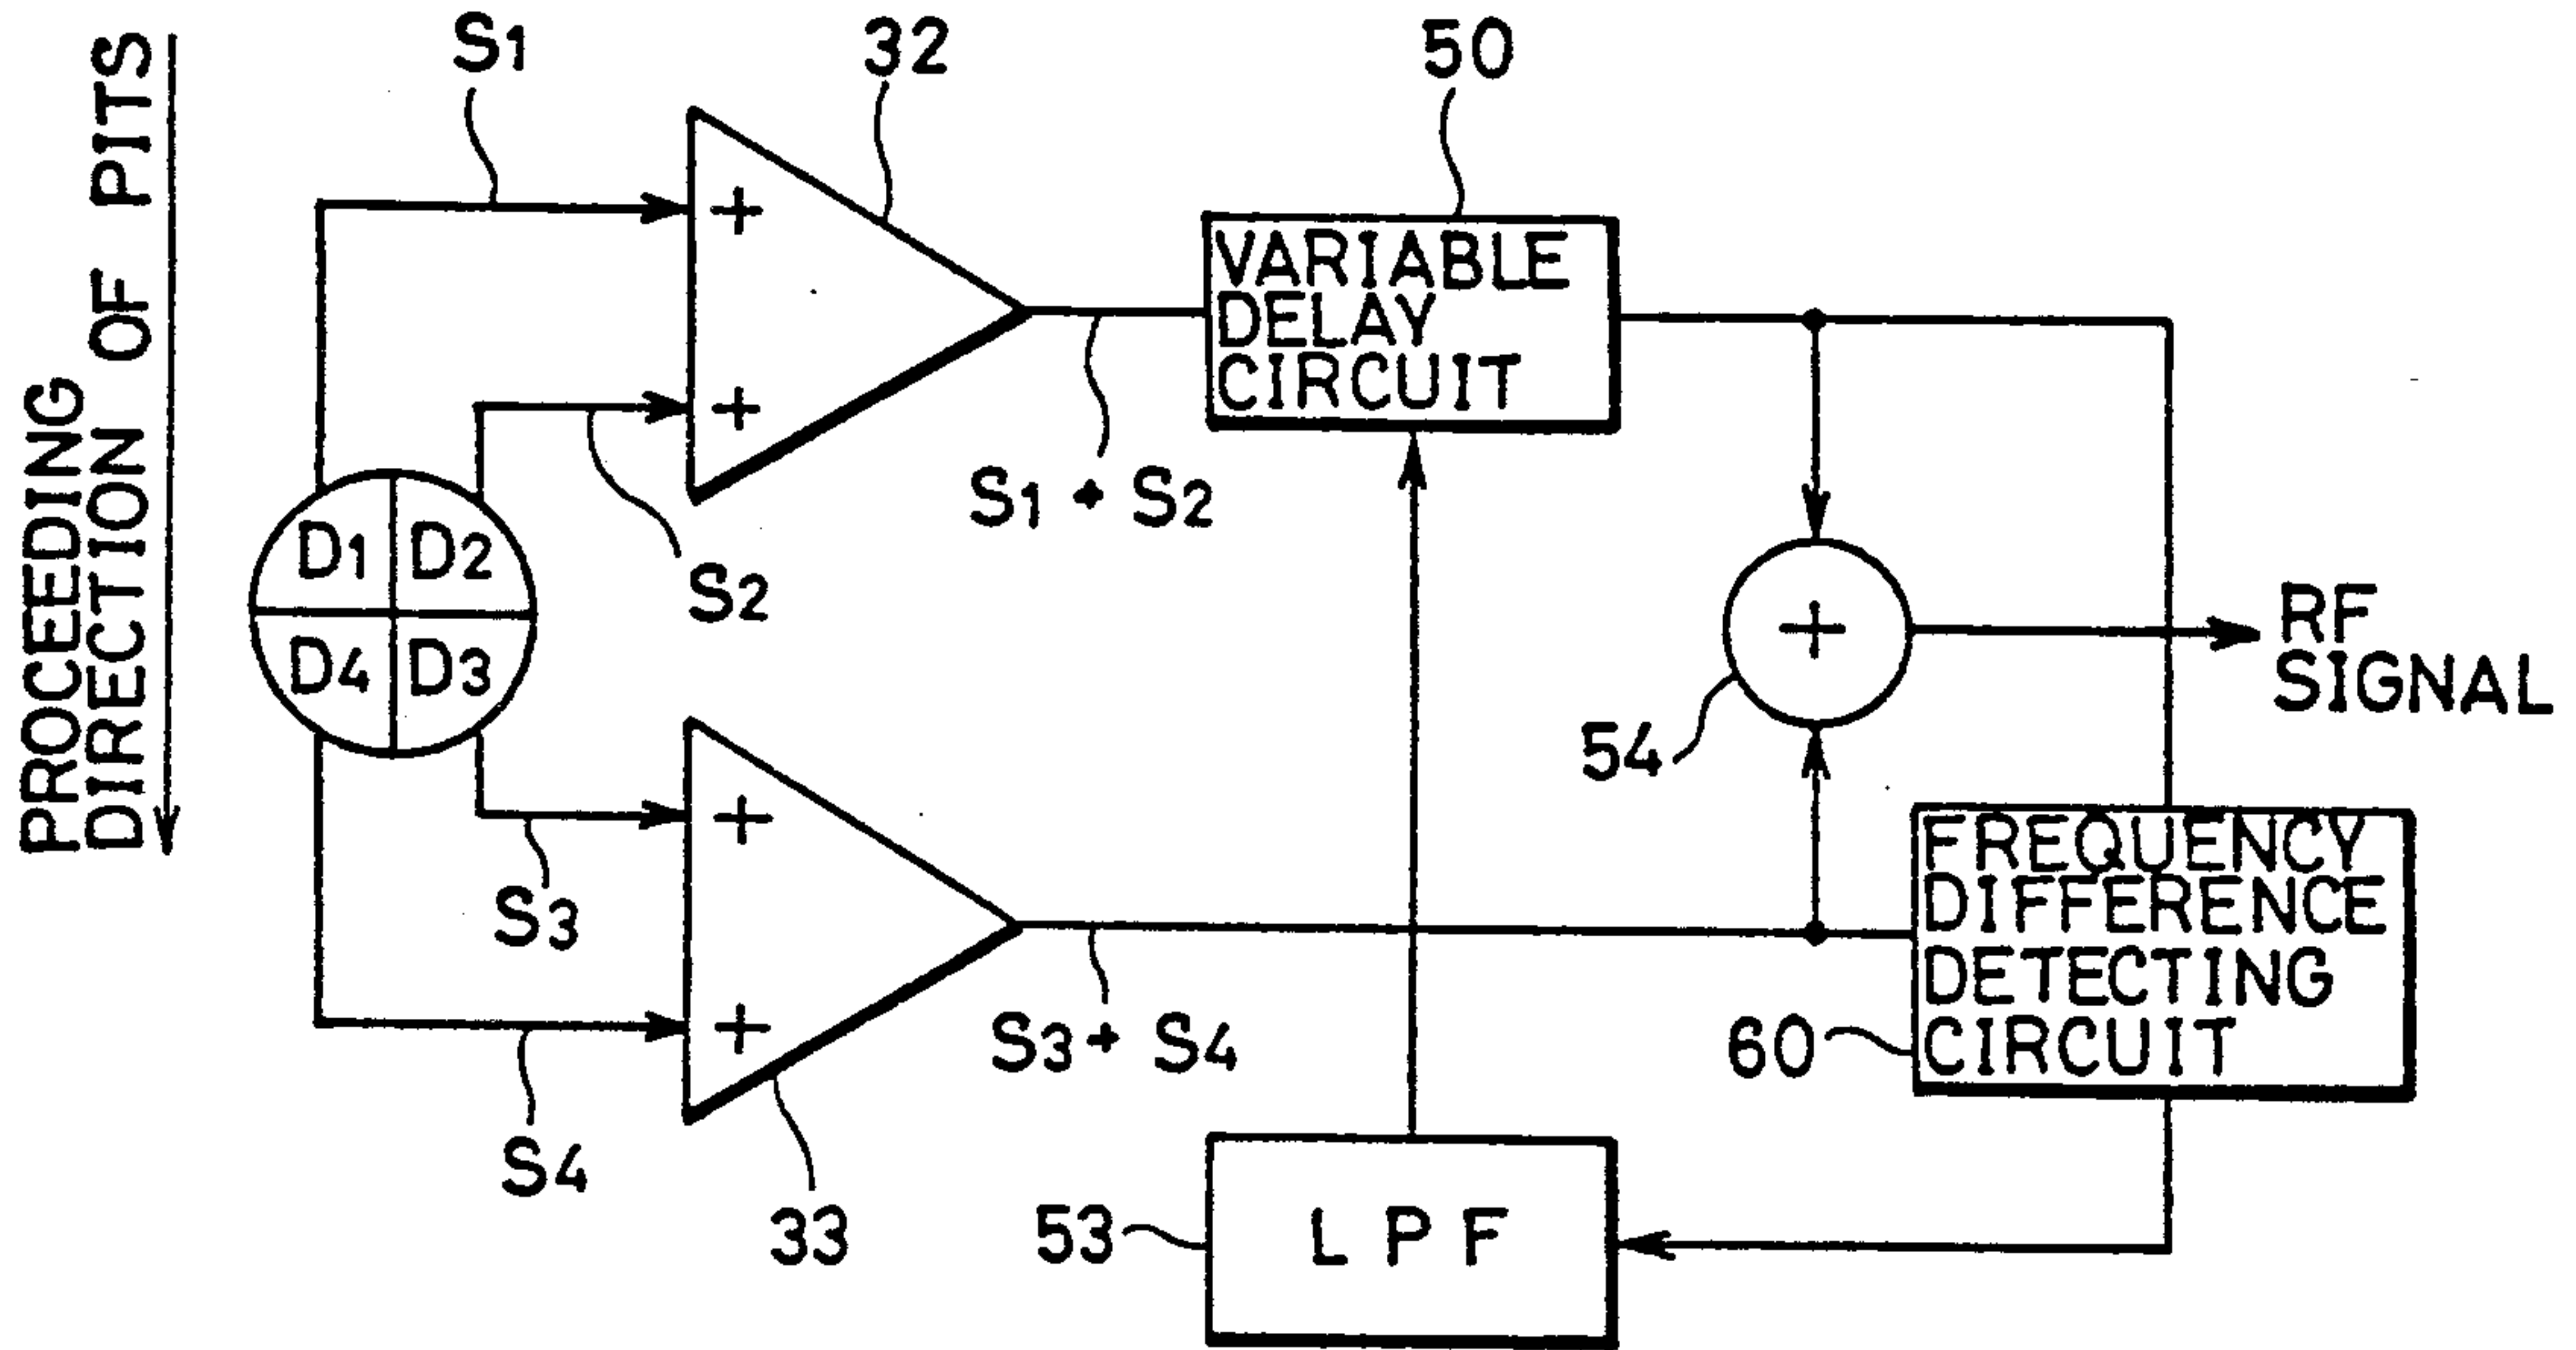 PROCEEDING
DIRECTION OF PITS
S1
32
50
+
+
VARIABLE
DELAY
CIRCUIT
S1 + S2
S2
D1 D2
D4 D3
+
54
RF
SIGNAL
+
+
S3
S4
33
S3 + S4
FREQUENCY
DIFFERENCE
DETECTING
CIRCUIT
60
53
LPF